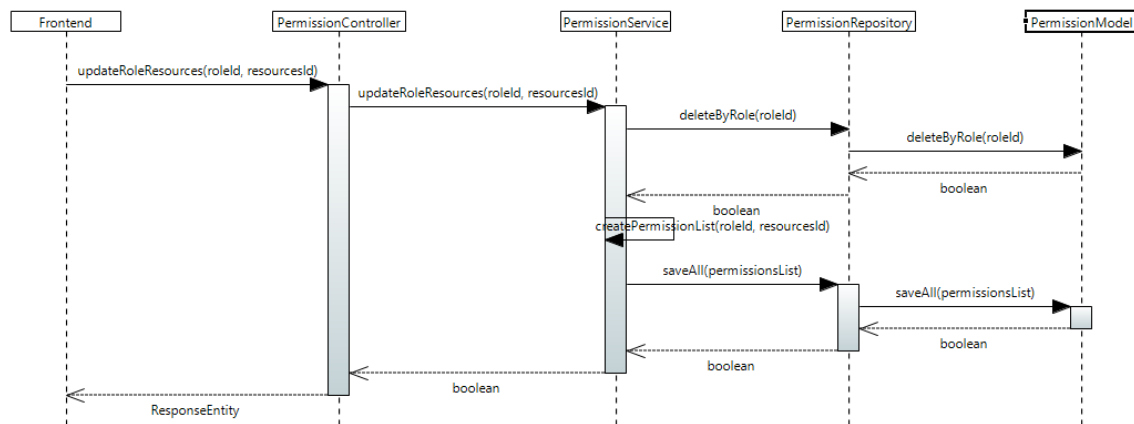 Frontend
PermissionController
PermissionService
PermissionRepository
PermissionModel
updateRoleResources(roleId, resourcesId)
updateRoleResources(roleId, resourcesId)
deleteByRole(roleId)
deleteByRole(roleId)
boolean
boolean
createPermissionList(roleId, resourcesId)
saveAll(permissionsList)
saveAll(permissionsList)
boolean
boolean
boolean
ResponseEntity